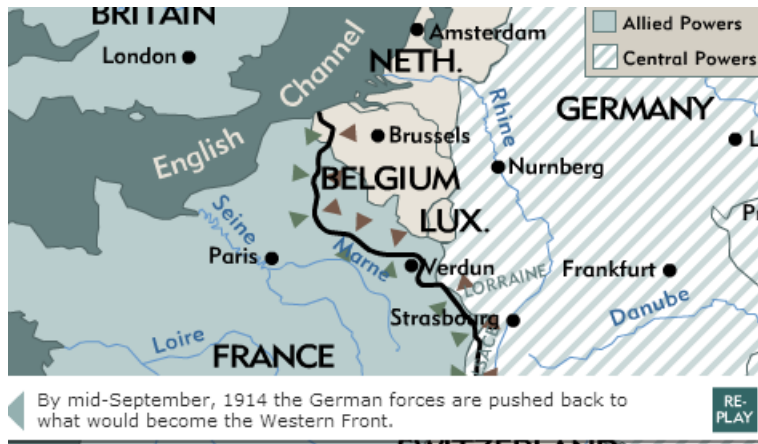 BRITAIN
Allied Powers
Amsterdam
London
Channel
NETH.
Central Powers
GERMANY
Rhine
English
Brussels
Nurnberg
BELGIUM
Seine
LUX.
Paris
Marne
Verdun
LORRAINE
Frankfurt
Danube
Strasbourg
Loire
FRANCE
By mid-September, 1914 the German forces are pushed back to
what would become the Western Front.
RE-
PLAY